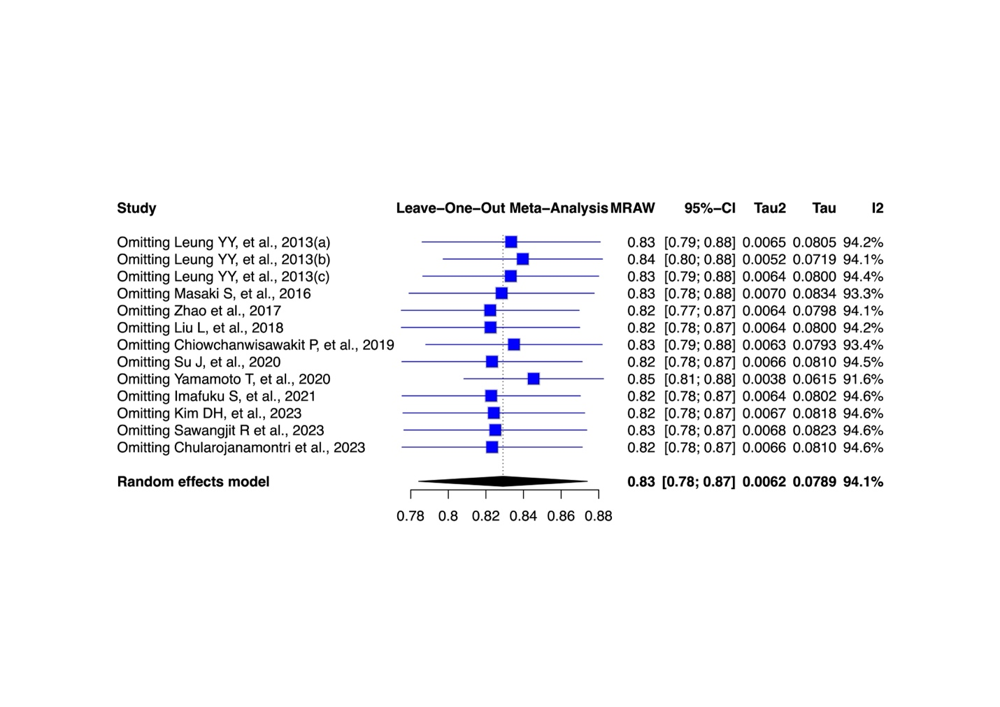 Study Leave−One−Out Meta−Analysis MRAW 95%−CI Tau2 Tau I2
Omitting Leung YY, et al., 2013(a) 0.83 [0.79; 0.88] 0.0065 0.0805 94.2%
Omitting Leung YY, et al., 2013(b) 0.84 [0.80; 0.88] 0.0052 0.0719 94.1%
Omitting Leung YY, et al., 2013(c) 0.83 [0.79; 0.88] 0.0064 0.0800 94.4%
Omitting Masaki S, et al., 2016 0.83 [0.78; 0.88] 0.0070 0.0834 93.3%
Omitting Zhao et al., 2017 0.82 [0.77; 0.87] 0.0064 0.0798 94.1%
Omitting Liu L, et al., 2018 0.82 [0.78; 0.87] 0.0064 0.0800 94.2%
Omitting Chiowchanwisawakit P, et al., 2019 0.83 [0.79; 0.88] 0.0063 0.0793 93.4%
Omitting Su J, et al., 2020 0.82 [0.78; 0.87] 0.0066 0.0810 94.5%
Omitting Yamamoto T, et al., 2020 0.85 [0.81; 0.88] 0.0038 0.0615 91.6%
Omitting Imafuku S, et al., 2021 0.82 [0.78; 0.87] 0.0064 0.0802 94.6%
Omitting Kim DH, et al., 2023 0.82 [0.78; 0.87] 0.0067 0.0818 94.6%
Omitting Sawangjit R et al., 2023 0.83 [0.78; 0.87] 0.0068 0.0823 94.6%
Omitting Chularojanamontri et al., 2023 0.82 [0.78; 0.87] 0.0066 0.0810 94.6%
Random effects model 0.83 [0.78; 0.87] 0.0062 0.0789 94.1%
0.78 0.8 0.82 0.84 0.86 0.88